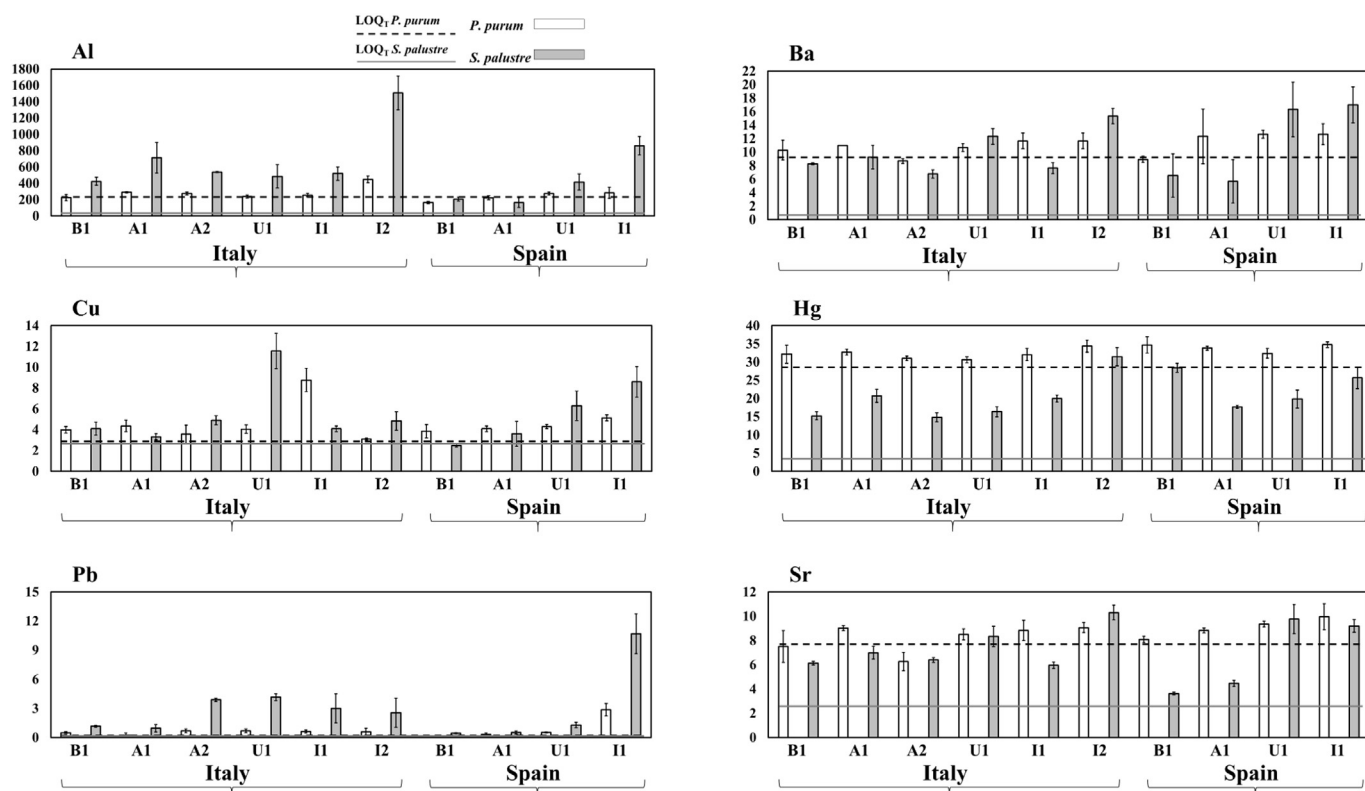 LOQT P. purum
P. purum
LOQT S. palustre
S. palustre
Al
1800
1600
1400
1200
1000
800
600
400
200
0
B1 A1 A2 U1 I1 I2 B1 A1 U1 I1
Italy Spain
Ba
22
20
18
16
14
12
10
8
6
4
2
0
B1 A1 A2 U1 I1 I2 B1 A1 U1 I1
Italy Spain
Cu
14
12
10
8
6
4
2
0
B1 A1 A2 U1 I1 I2 B1 A1 U1 I1
Italy Spain
Hg
40
35
30
25
20
15
10
5
0
B1 A1 A2 U1 I1 I2 B1 A1 U1 I1
Italy Spain
Pb
15
12
9
6
3
0
B1 A1 A2 U1 I1 I2 B1 A1 U1 I1
Italy Spain
Sr
12
10
8
6
4
2
0
B1 A1 A2 U1 I1 I2 B1 A1 U1 I1
Italy Spain